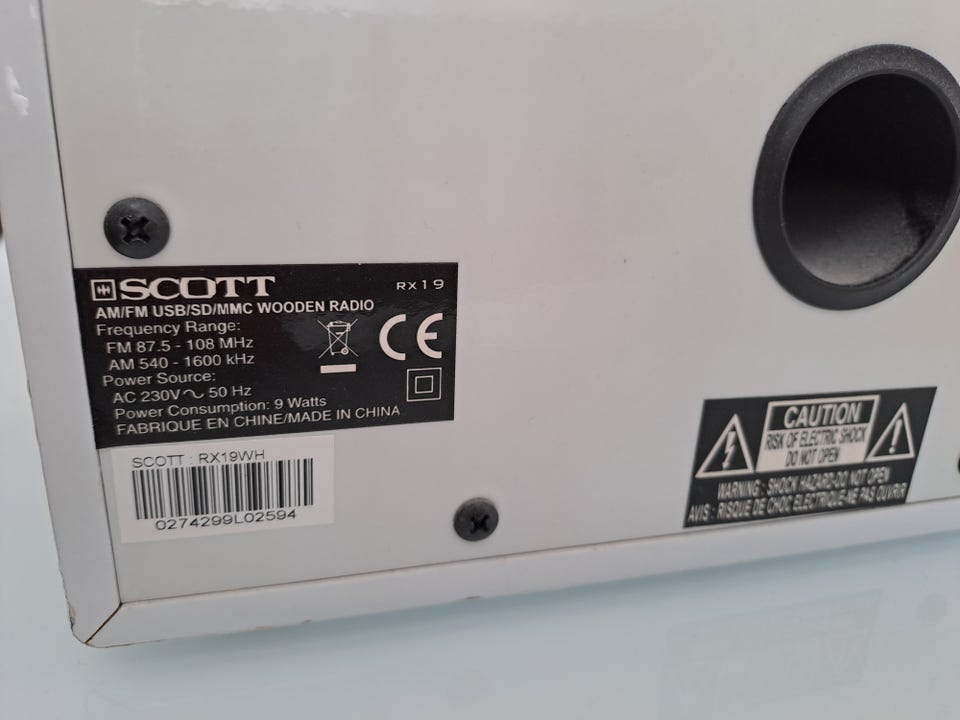 SCOTT RX19
AM/FM USB/SD/MMC WOODEN RADIO
Frequency Range:
FM 87.5 - 108 MHz
AM 540 - 1600 kHz
Power Source:
AC 230V∿ 50 Hz
Power Consumption: 9 Watts
FABRIQUE EN CHINE/MADE IN CHINA
CE
SCOTT : RX19WH
0274299L02594
CAUTION
RISK OF ELECTRIC SHOCK
DO NOT OPEN
WARNING : SHOCK HAZARD-DO NOT OPEN
AVIS : RISQUE DE CHOC ELECTRIQUE-NE PAS OUVRIR